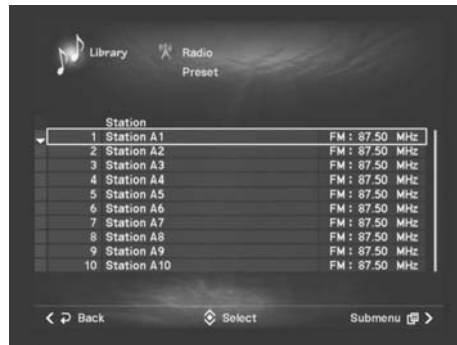 Library Radio
Preset
Station
1 Station A1 FM : 87.50 MHz
2 Station A2 FM : 87.50 MHz
3 Station A3 FM : 87.50 MHz
4 Station A4 FM : 87.50 MHz
5 Station A5 FM : 87.50 MHz
6 Station A6 FM : 87.50 MHz
7 Station A7 FM : 87.50 MHz
8 Station A8 FM : 87.50 MHz
9 Station A9 FM : 87.50 MHz
10 Station A10 FM : 87.50 MHz
Back Select Submenu